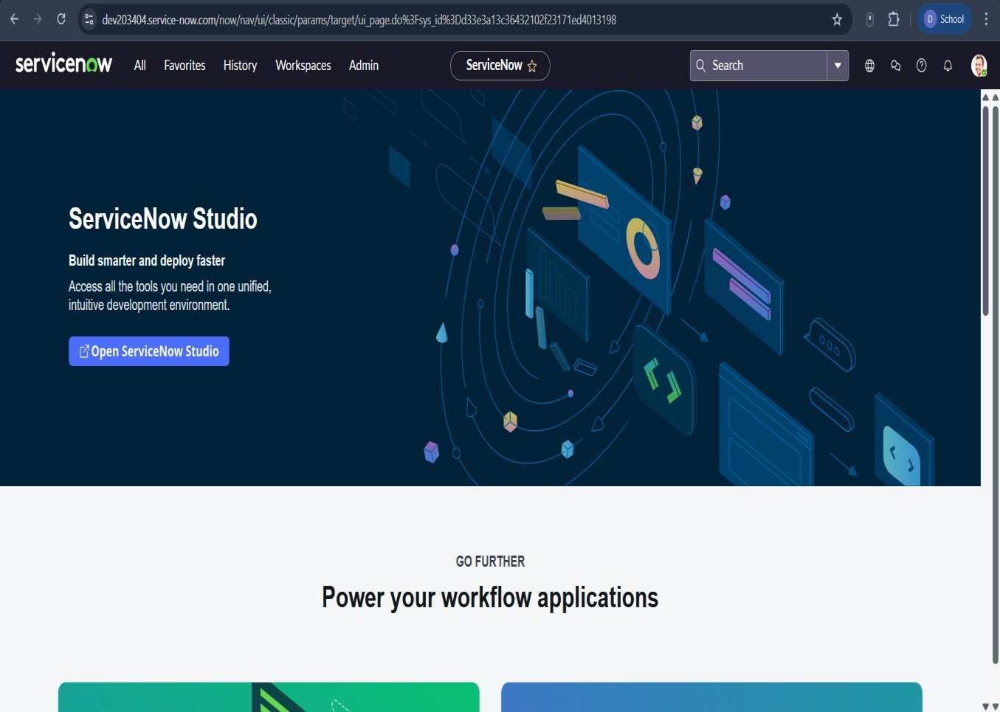 dev203404.service-now.com/now/nav/ui/classic/params/target/ui_page.do%3Fsys_id%3Dd33e3a13c36432102f23171ed4013198
D School
servicenow All Favorites History Workspaces Admin ServiceNow Search
ServiceNow Studio
Build smarter and deploy faster
Access all the tools you need in one unified,
intuitive development environment.
Open ServiceNow Studio
GO FURTHER
Power your workflow applications